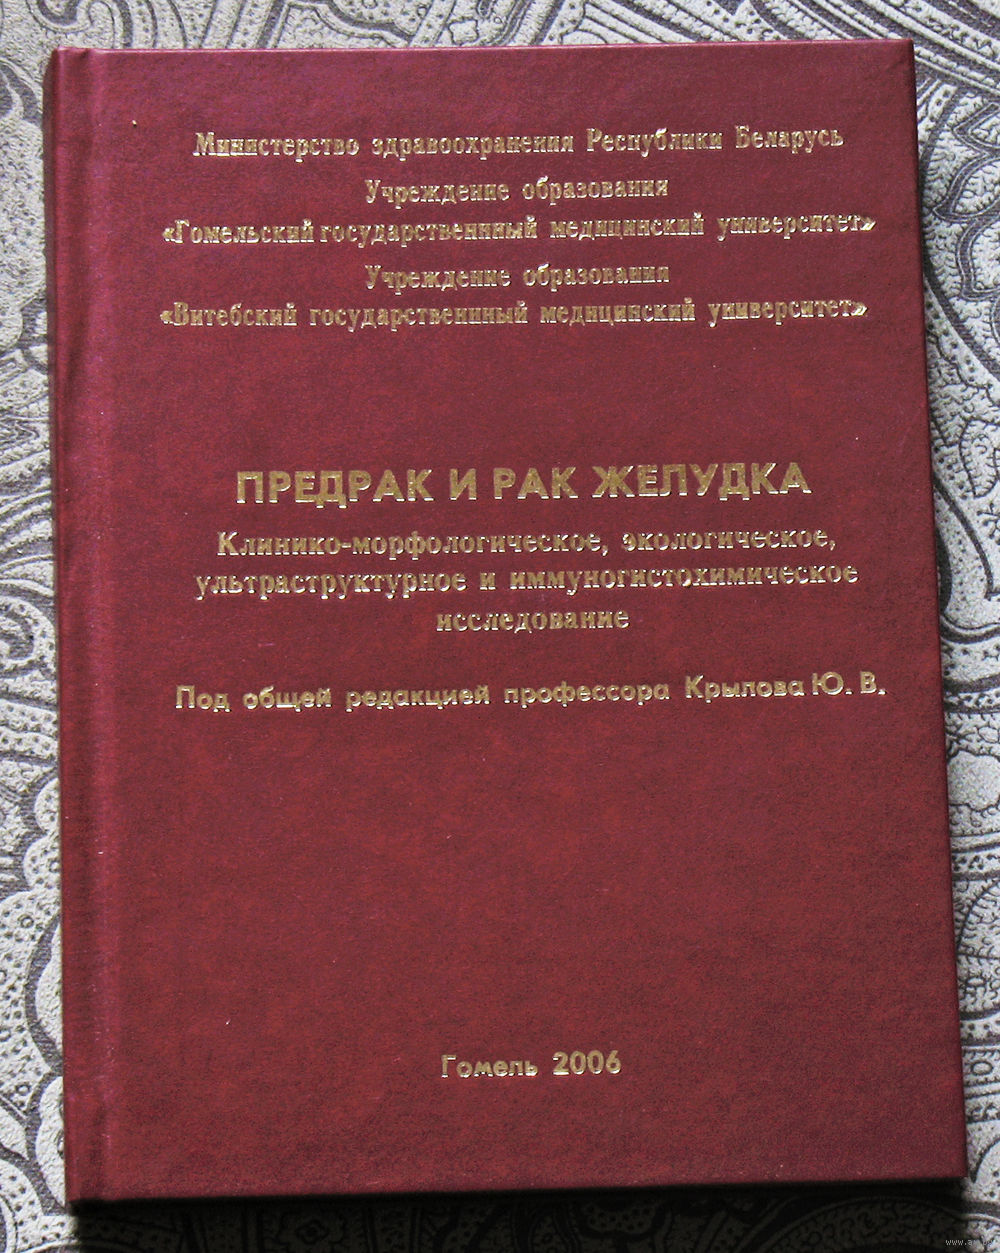 Министерство здравоохранения Республики Беларусь
Учреждение образования
«Гомельский государственный медицинский университет»
Учреждение образования
«Витебский государственный медицинский университет»
ПРЕДРАК И РАК ЖЕЛУДКА
Клинико-морфологическое, экологическое,
ультраструктурное и иммуногистохимическое
исследование
Под общей редакцией профессора Крылова Ю. В.
Гомель 2006